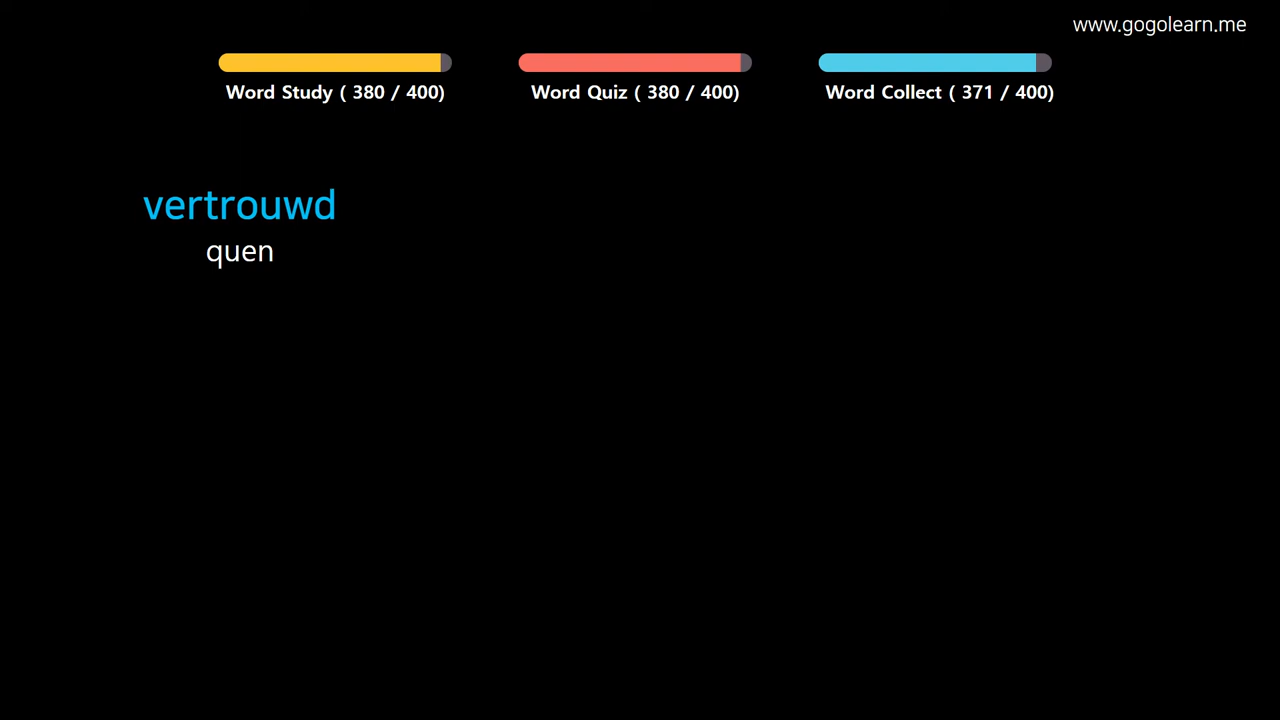 www.gogolearn.me
Word Study ( 380 / 400)
Word Quiz ( 380 / 400)
Word Collect ( 371 / 400)
vertrouwd
quen